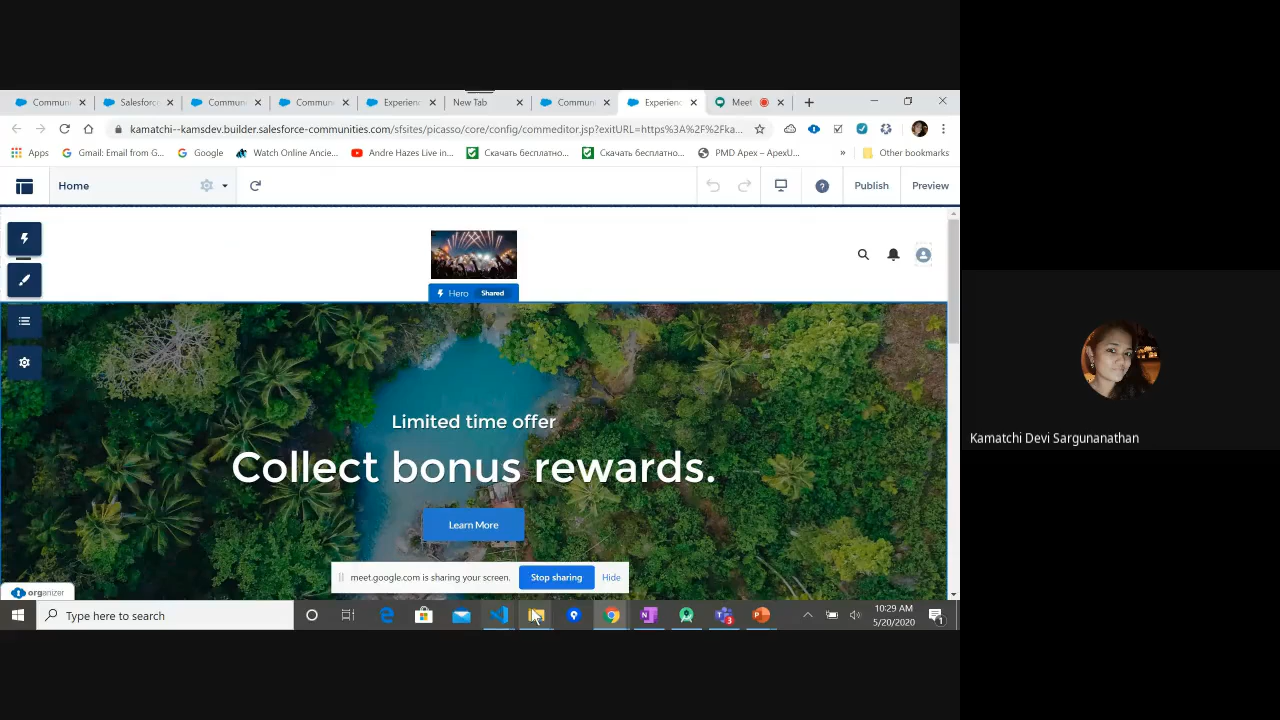 Commun
Salesforc
Commun
Commun
Experien
New Tab
Commun
Experien
Meet
kamatchi--kamsdev.builder.salesforce-communities.com/sfsites/picasso/core/config/commeditor.jsp?exitURL=https%3A%2F%2Fka...
Apps
Gmail: Email from G...
Google
Watch Online Ancie...
Andre Hazes Live in...
Скачать бесплатно...
Скачать бесплатно...
PMD Apex – ApexU...
»
Other bookmarks
Home
Publish
Preview
Hero
Shared
Limited time offer
Collect bonus rewards.
Learn More
meet.google.com is sharing your screen.
Stop sharing
Hide
organizer
Type here to search
3
10:29 AM
5/20/2020
1
Kamatchi Devi Sargunanathan